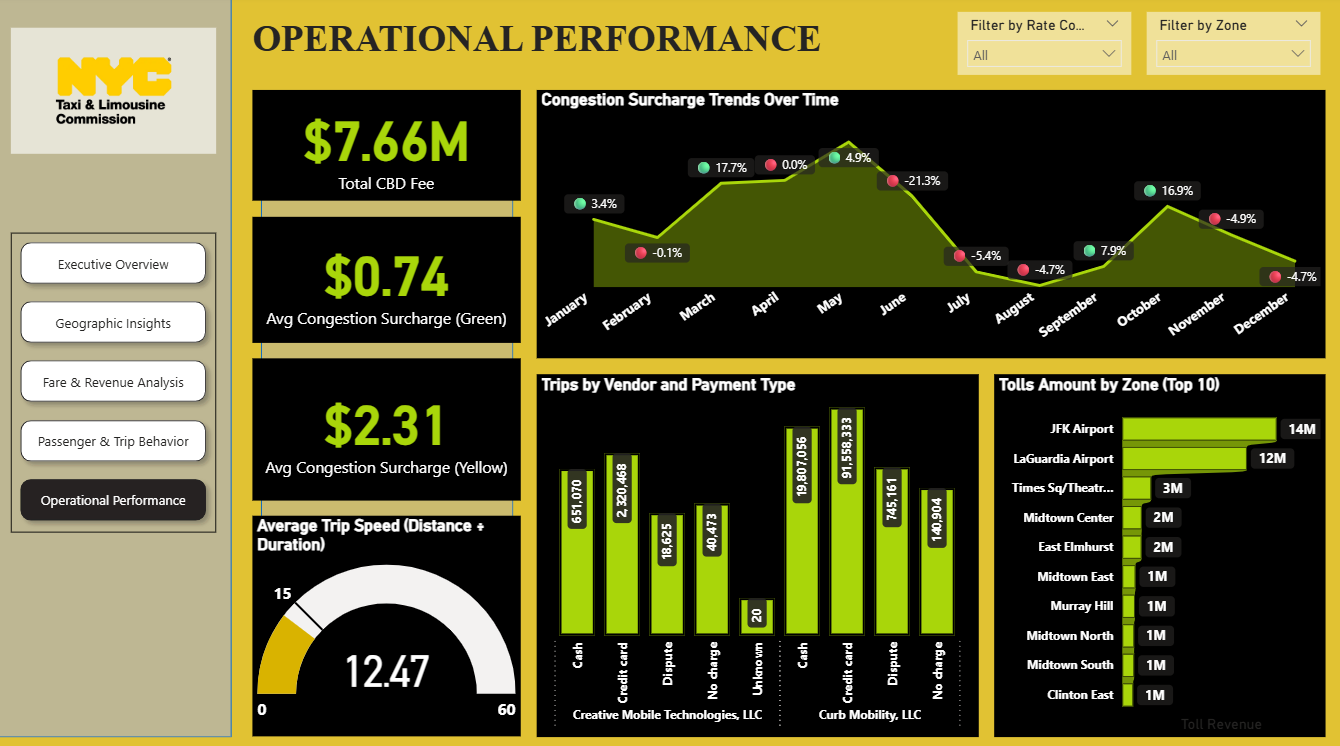 NYC
Taxi & Limousine
Commission
Executive Overview
Geographic Insights
Fare & Revenue Analysis
Passenger & Trip Behavior
Operational Performance
OPERATIONAL PERFORMANCE
Filter by Rate Co...
All
Filter by Zone
All
$7.66M
Total CBD Fee
$0.74
Avg Congestion Surcharge (Green)
$2.31
Avg Congestion Surcharge (Yellow)
Average Trip Speed (Distance ÷
Duration)
15
12.47
0
60
Congestion Surcharge Trends Over Time
3.4%
-0.1%
17.7%
0.0%
4.9%
-21.3%
-5.4%
-4.7%
7.9%
16.9%
-4.9%
-4.7%
January
February
March
April
May
June
July
August
September
October
November
December
Trips by Vendor and Payment Type
651,070
2,320,468
18,625
40,473
20
19,807,056
91,558,333
745,161
140,904
Cash
Credit card
Dispute
No charge
Unknown
Cash
Credit card
Dispute
No charge
Creative Mobile Technologies, LLC
Curb Mobility, LLC
Tolls Amount by Zone (Top 10)
JFK Airport 14M
LaGuardia Airport 12M
Times Sq/Theatr... 3M
Midtown Center 2M
East Elmhurst 2M
Midtown East 1M
Murray Hill 1M
Midtown North 1M
Midtown South 1M
Clinton East 1M
Toll Revenue